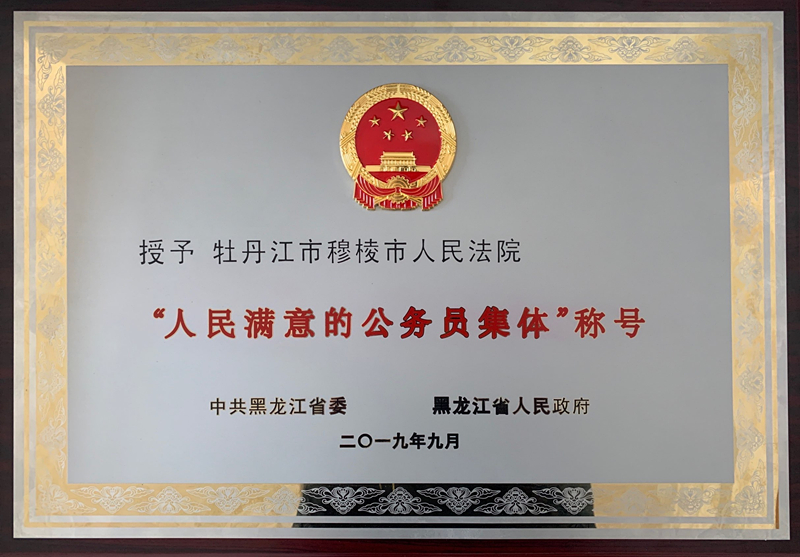 授予 牡丹江市穆棱市人民法院
“人民满意的公务员集体”称号
中共黑龙江省委 黑龙江省人民政府
二〇一九年九月